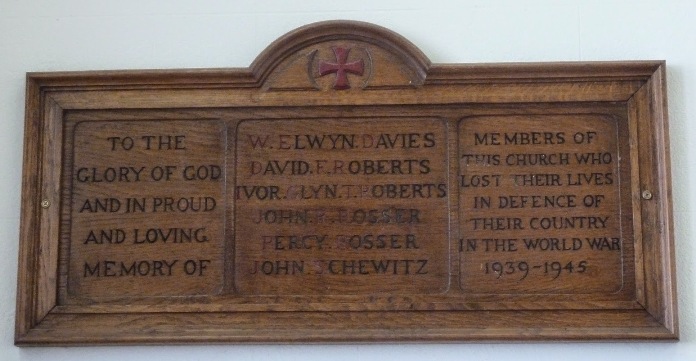 TO THE
GLORY OF GOD
AND IN PROUD
AND LOVING
MEMORY OF
W. ELWYN. DAVIES
DAVID. F. ROBERTS
IVOR. GLYN. T. ROBERTS
JOHN. R. ROSSER
PERCY. ROSSER
JOHN. SCHEWITZ
MEMBERS OF
THIS CHURCH WHO
LOST THEIR LIVES
IN DEFENCE OF
THEIR COUNTRY
IN THE WORLD WAR
1939-1945